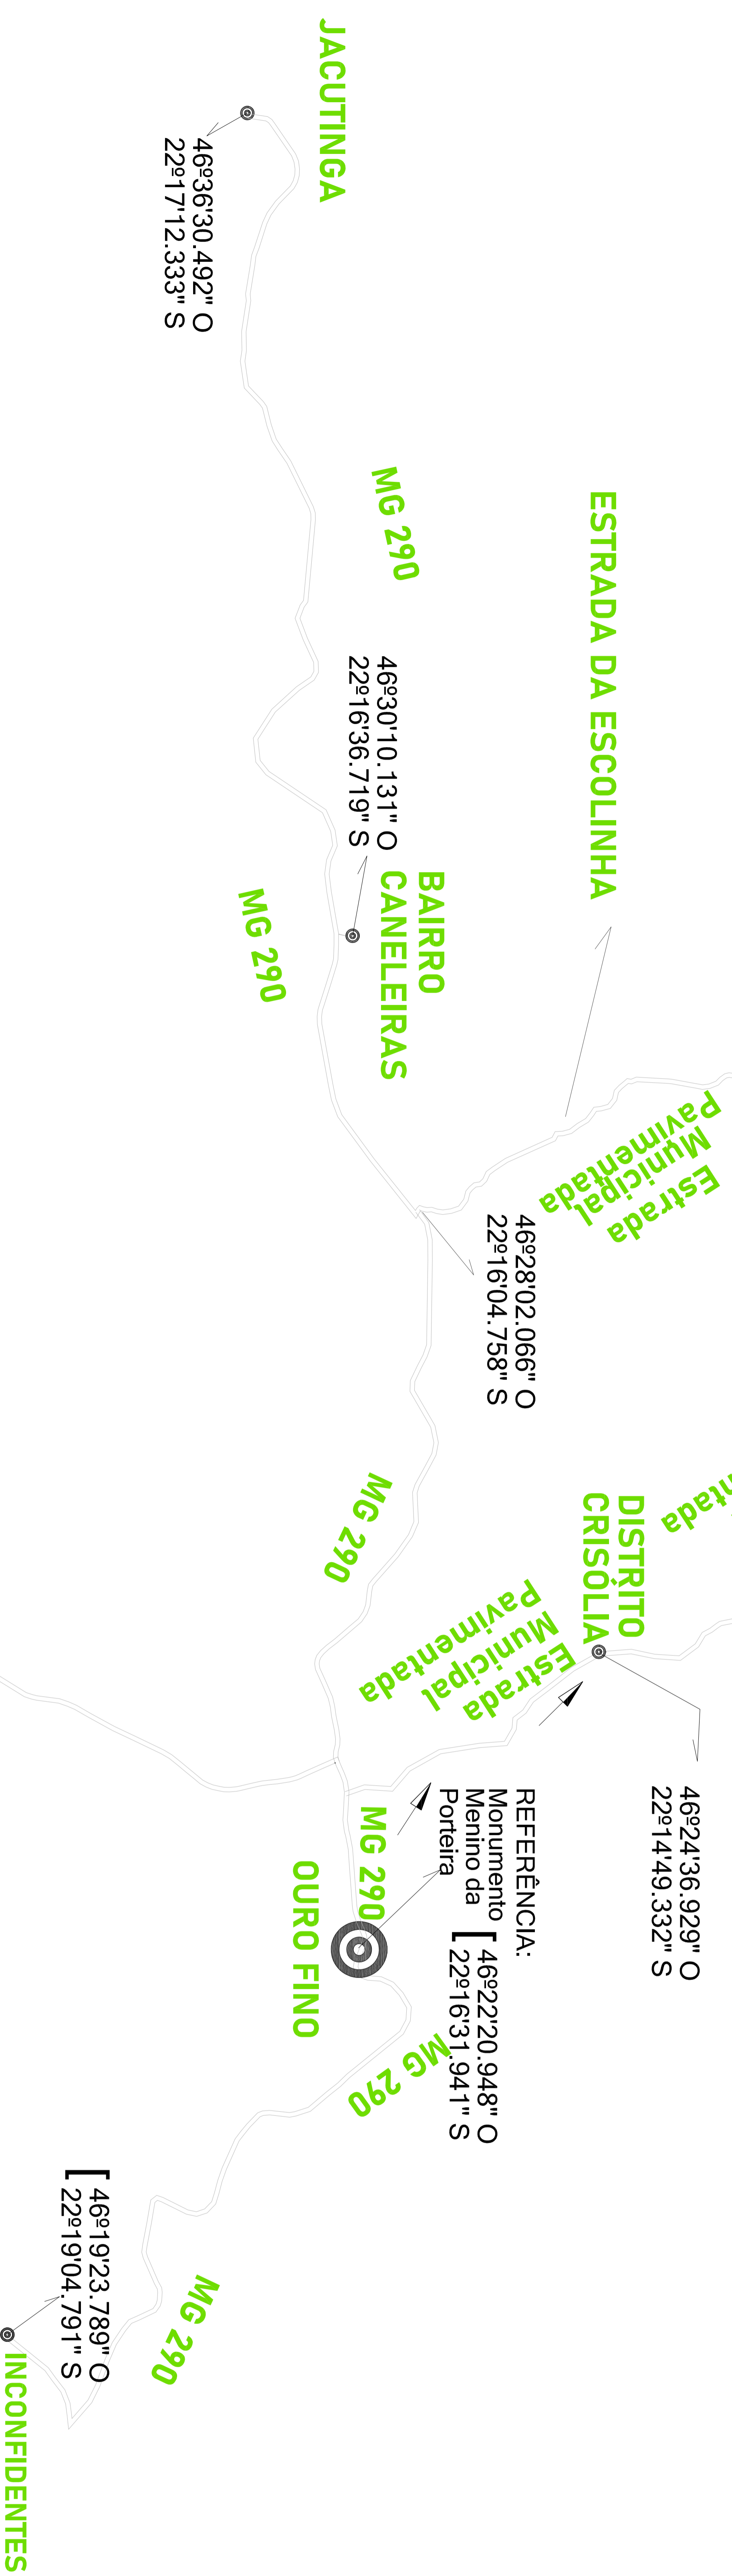 JACUTINGA
46º36'30.492" O
22º17'12.333" S
MG 290
ESTRADA DA ESCOLINHA
46º30'10.131" O
22º16'36.719" S
BAIRRO
CANELEIRAS
MG 290
Estrada
Municipal
Pavimentada
46º28'02.066" O
22º16'04.758" S
MG 290
DISTRITO
CRISÓLIA
Estrada
Municipal
Pavimentada
46º24'36.929" O
22º14'49.332" S
REFERÊNCIA:
Monumento
Menino da
Porteira
[ 46º22'20.948" O
22º16'31.941" S
MG 290
OURO FINO
MG 290
[ 46º19'23.789" O
22º19'04.791" S
MG 290
INCONFIDENTES